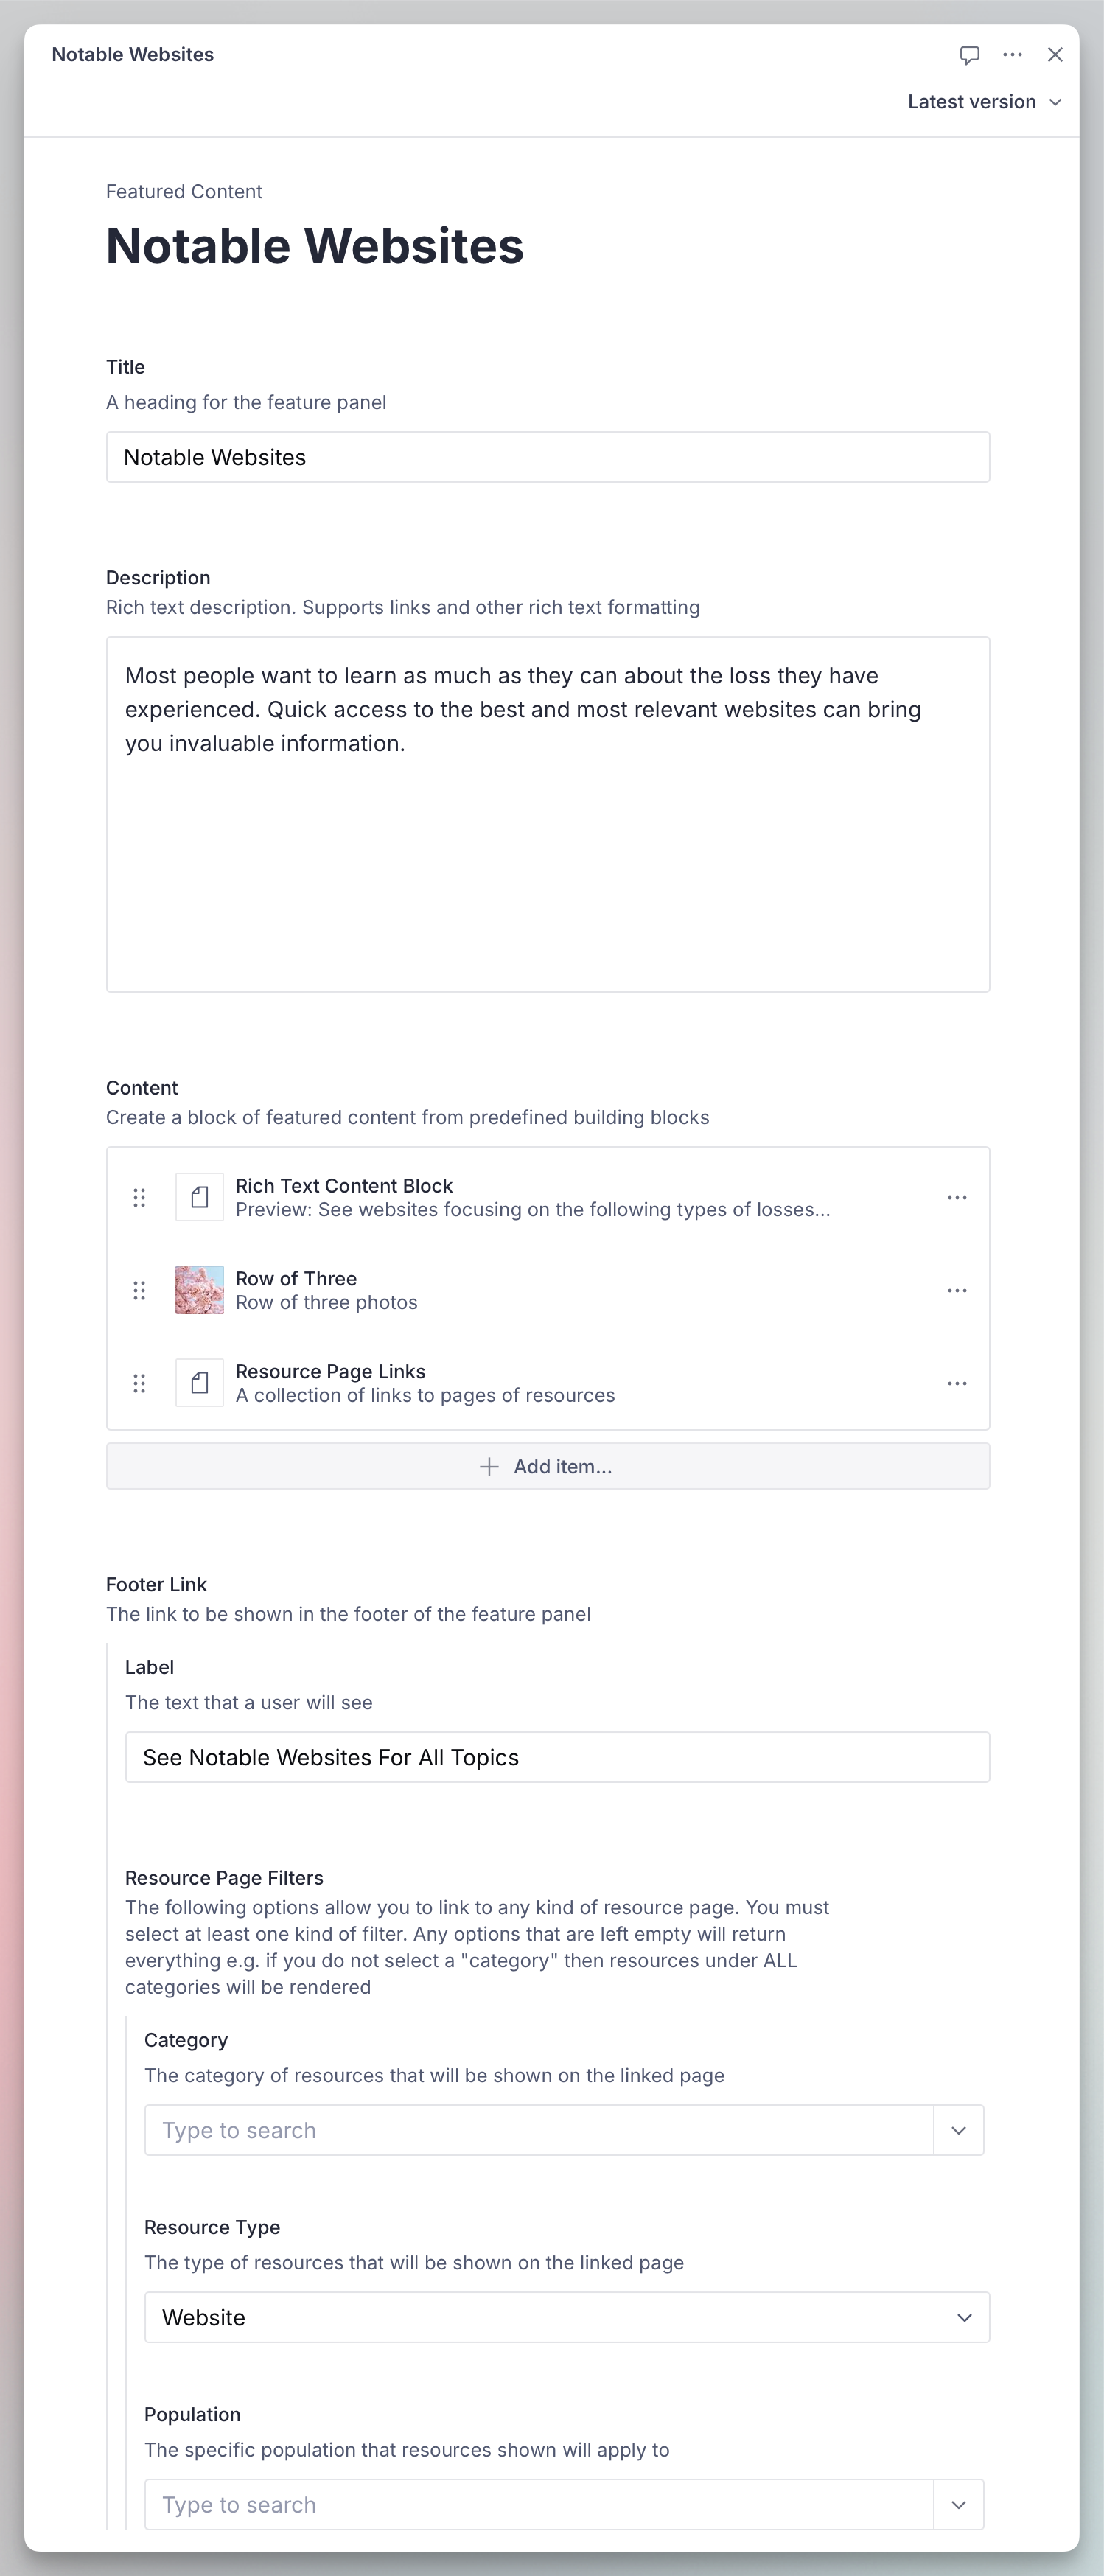 Notable Websites
Latest version
Featured Content
Notable Websites
Title
A heading for the feature panel
Notable Websites
Description
Rich text description. Supports links and other rich text formatting
Most people want to learn as much as they can about the loss they have
experienced. Quick access to the best and most relevant websites can bring
you invaluable information.
Content
Create a block of featured content from predefined building blocks
Rich Text Content Block
Preview: See websites focusing on the following types of losses...
Row of Three
Row of three photos
Resource Page Links
A collection of links to pages of resources
Add item...
Footer Link
The link to be shown in the footer of the feature panel
Label
The text that a user will see
See Notable Websites For All Topics
Resource Page Filters
The following options allow you to link to any kind of resource page. You must
select at least one kind of filter. Any options that are left empty will return
everything e.g. if you do not select a "category" then resources under ALL
categories will be rendered
Category
The category of resources that will be shown on the linked page
Type to search
Resource Type
The type of resources that will be shown on the linked page
Website
Population
The specific population that resources shown will apply to
Type to search